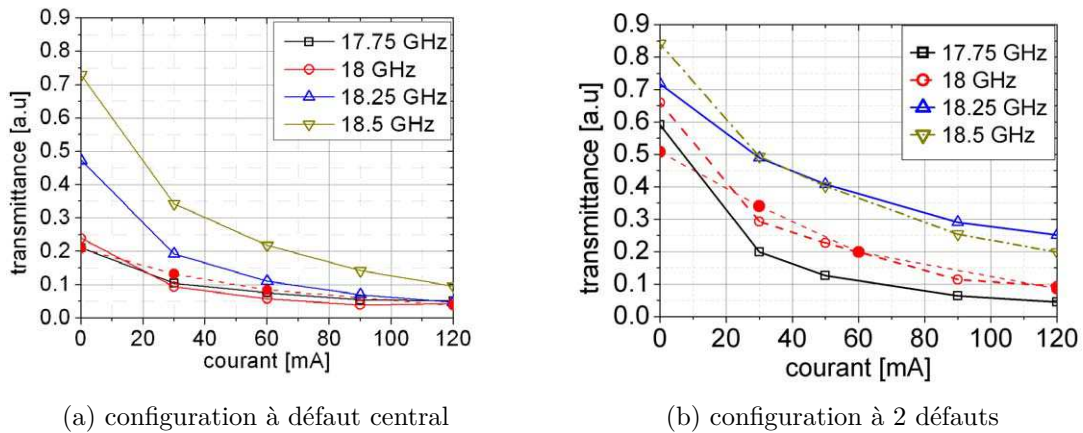 0.9
0.8
0.7
0.6
0.5
0.4
0.3
0.2
0.1
0.0
transmittance [a.u]
0 20 40 60 80 100 120
courant [mA]
17.75 GHz
18 GHz
18.25 GHz
18.5 GHz
(a) configuration à défaut central
0.9
0.8
0.7
0.6
0.5
0.4
0.3
0.2
0.1
0.0
transmittance [a.u]
0 20 40 60 80 100 120
courant [mA]
17.75 GHz
18 GHz
18.25 GHz
18.5 GHz
(b) configuration à 2 défauts